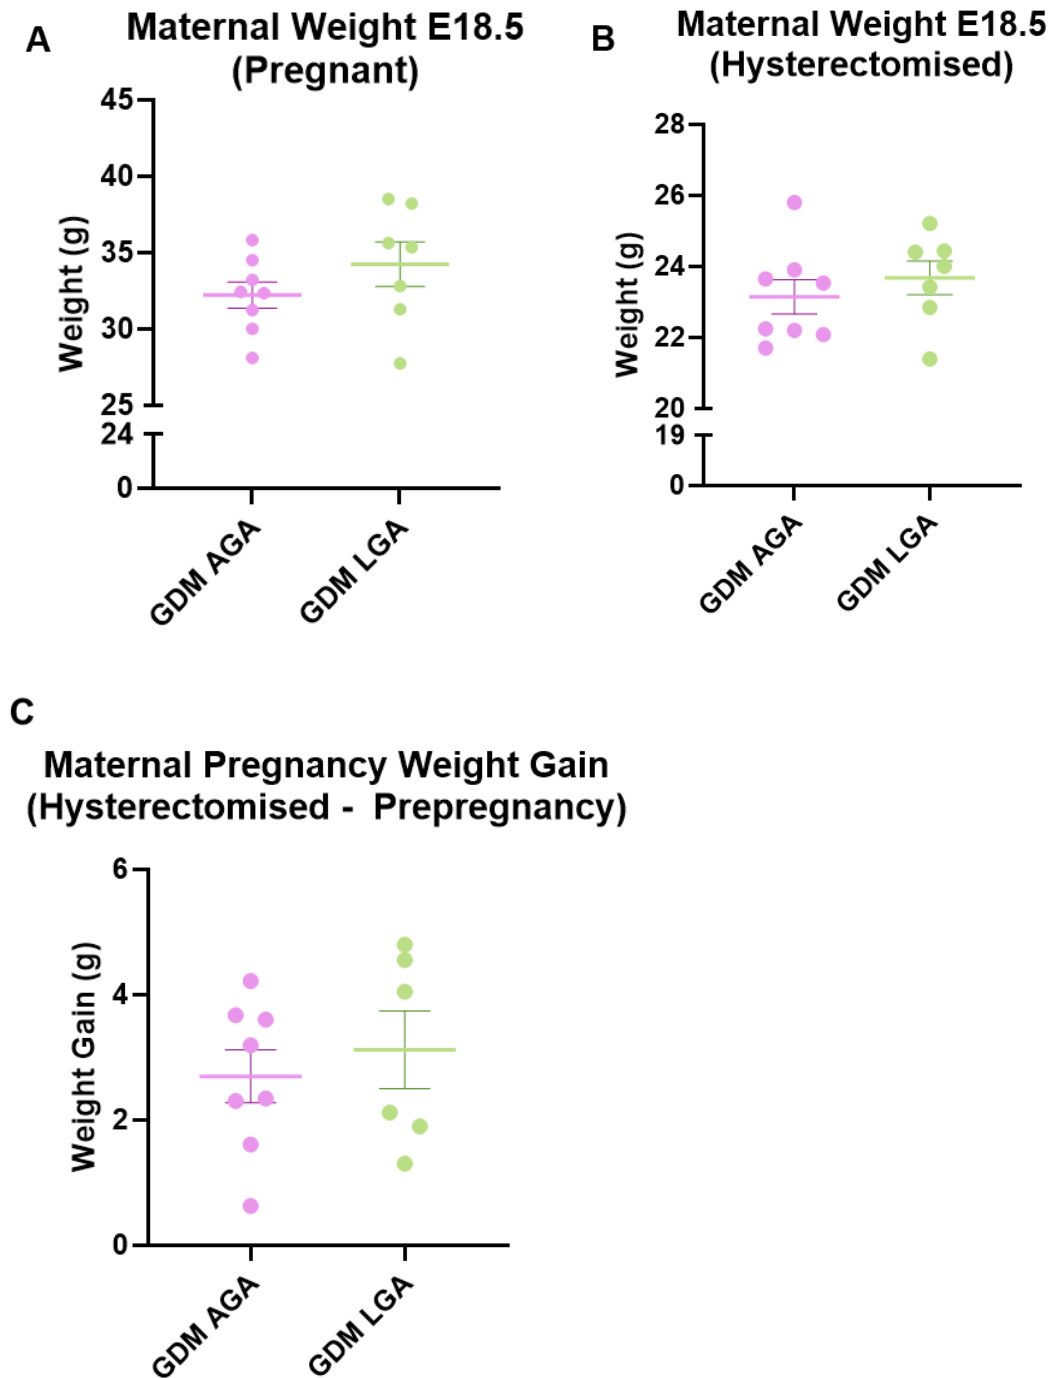 A
Maternal Weight E18.5
(Pregnant)
45
40
35
30
25
24
0
Weight (g)
GDM AGA
GDM LGA
B
Maternal Weight E18.5
(Hysterectomised)
28
26
24
22
20
19
0
Weight (g)
GDM AGA
GDM LGA
C
Maternal Pregnancy Weight Gain
(Hysterectomised -  Prepregnancy)
6
4
2
0
Weight Gain (g)
GDM AGA
GDM LGA